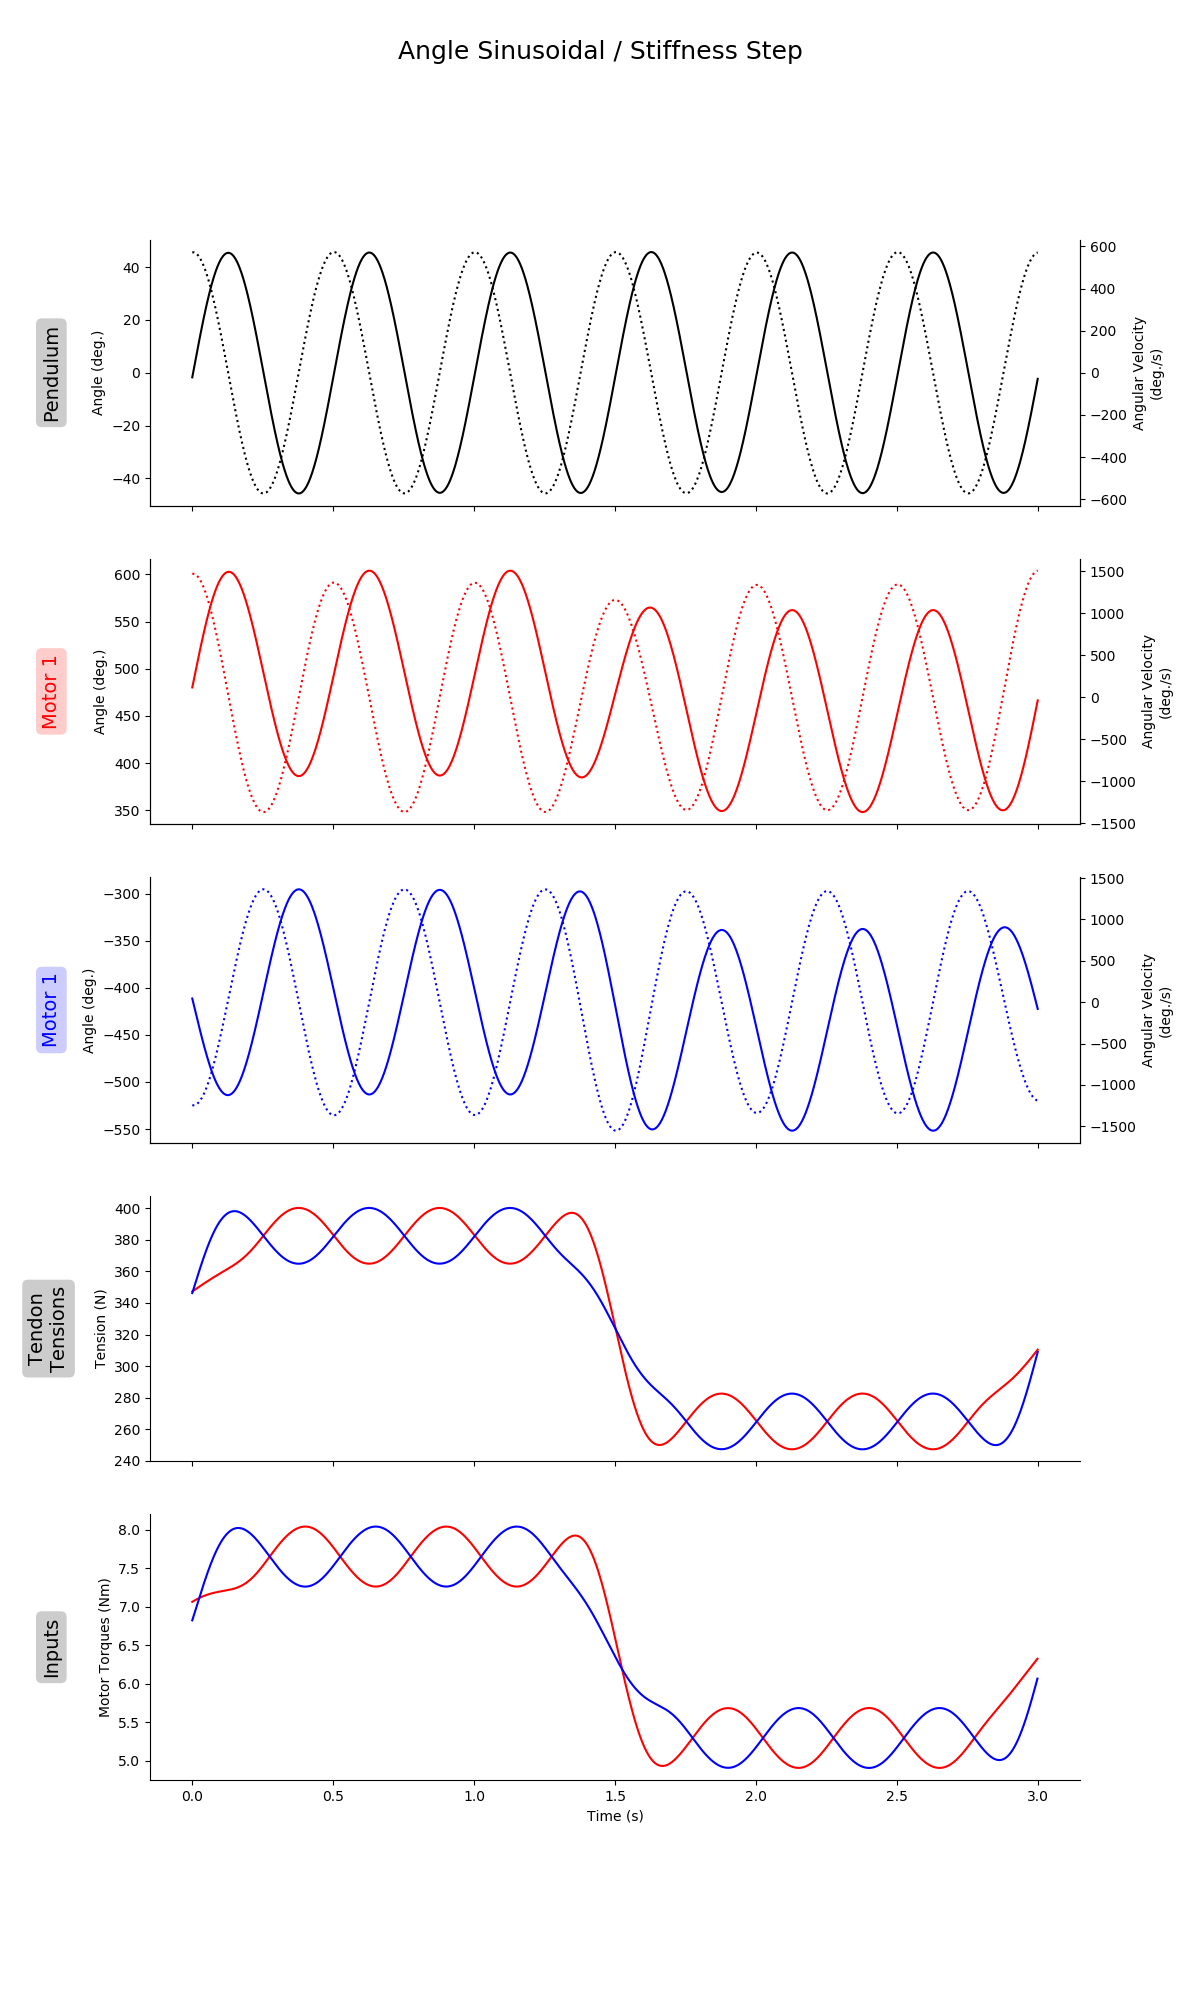 Angle Sinusoidal / Stiffness Step
Pendulum
Angle (deg.)
40
20
0
−20
−40
600
400
200
0
−200
−400
−600
Angular Velocity
(deg./s)
Motor 1
Angle (deg.)
600
550
500
450
400
350
1500
1000
500
0
−500
−1000
−1500
Angular Velocity
(deg./s)
Motor 1
Angle (deg.)
−300
−350
−400
−450
−500
−550
1500
1000
500
0
−500
−1000
−1500
Angular Velocity
(deg./s)
Tendon
Tensions
Tension (N)
400
380
360
340
320
300
280
260
240
Inputs
Motor Torques (Nm)
8.0
7.5
7.0
6.5
6.0
5.5
5.0
0.0 0.5 1.0 1.5 2.0 2.5 3.0
Time (s)